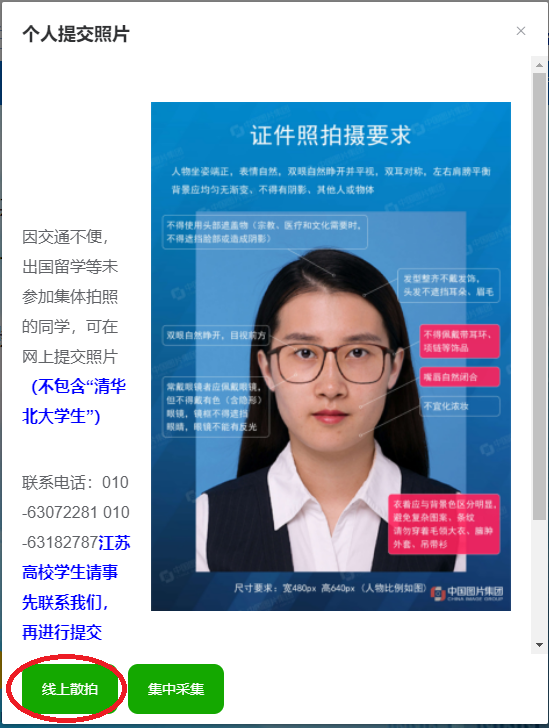 个人提交照片
×
证件照拍摄要求
人物坐姿端正，表情自然，双眼自然睁开并平视，双耳对称，左右肩膀平衡
背景应均匀无渐变、不得有阴影、其他人或物体
不得使用头部遮盖物（宗教、医疗和文化需要时，
不得遮挡脸部或造成阴影）
发型整齐不戴发饰，
头发不遮挡耳朵、眉毛
双眼自然睁开，目视前方
不得佩戴带耳环、
项链等饰品
嘴唇自然闭合
常戴眼镜者应佩戴眼镜，
但不得戴有色（含隐形）
眼镜，镜框不得遮挡
眼睛，眼镜不能有反光
不宜化浓妆
衣着应与背景色区分明显，
避免复杂图案、条纹
请勿穿着毛领大衣、臃肿
外套、吊带衫
尺寸要求：宽480px 高640px（人物比例如图）
中国图片集团
CHINA IMAGE GROUP
因交通不便，
出国留学等未
参加集体拍照
的同学，可在
网上提交照片
（不包含“清华
北大学生”）
联系电话：010
-63072281 010
-63182787江苏
高校学生请事
先联系我们，
再进行提交
线上散拍
集中采集